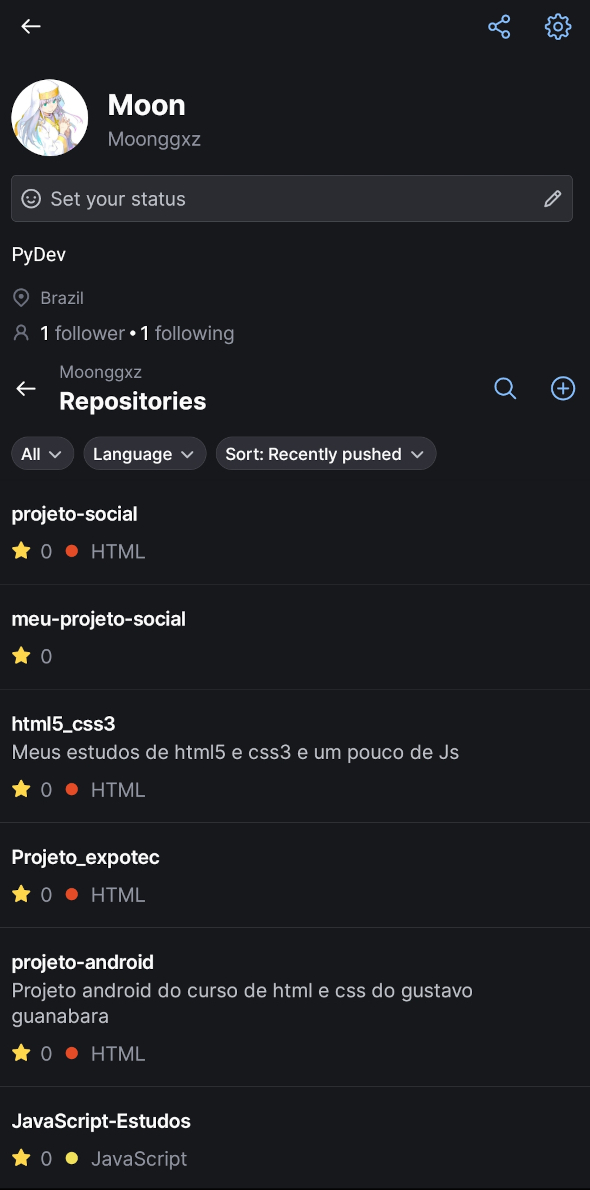 Moon
Moonggxz
Set your status
PyDev
Brazil
1 follower • 1 following
Moonggxz
Repositories
All Language Sort: Recently pushed
projeto-social
0 HTML
meu-projeto-social
0
html5_css3
Meus estudos de html5 e css3 e um pouco de Js
0 HTML
Projeto_expotec
0 HTML
projeto-android
Projeto android do curso de html e css do gustavo
guanabara
0 HTML
JavaScript-Estudos
0 JavaScript